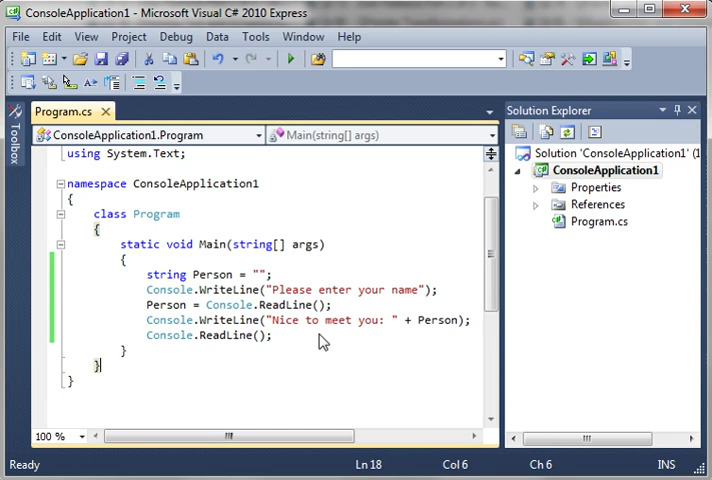 ConsoleApplication1 - Microsoft Visual C# 2010 Express
File Edit View Project Debug Data Tools Window Help
Program.cs
Solution Explorer
Toolbox
ConsoleApplication1.Program
Main(string[] args)
using System.Text;
namespace ConsoleApplication1
{
class Program
{
static void Main(string[] args)
{
string Person = "";
Console.WriteLine("Please enter your name");
Person = Console.ReadLine();
Console.WriteLine("Nice to meet you: " + Person);
Console.ReadLine();
}
}
}
Solution 'ConsoleApplication1'
ConsoleApplication1
Properties
References
Program.cs
100 %
Ready Ln 18 Col 6 Ch 6 INS